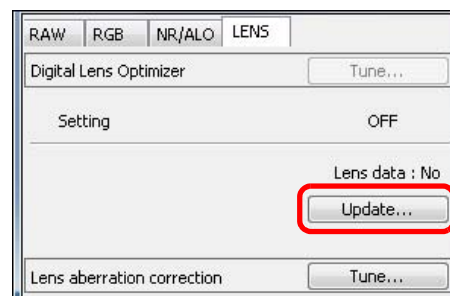 RAW RGB NR/ALO LENS
Digital Lens Optimizer Tune...
Setting OFF
Lens data : No
Update...
Lens aberration correction Tune...